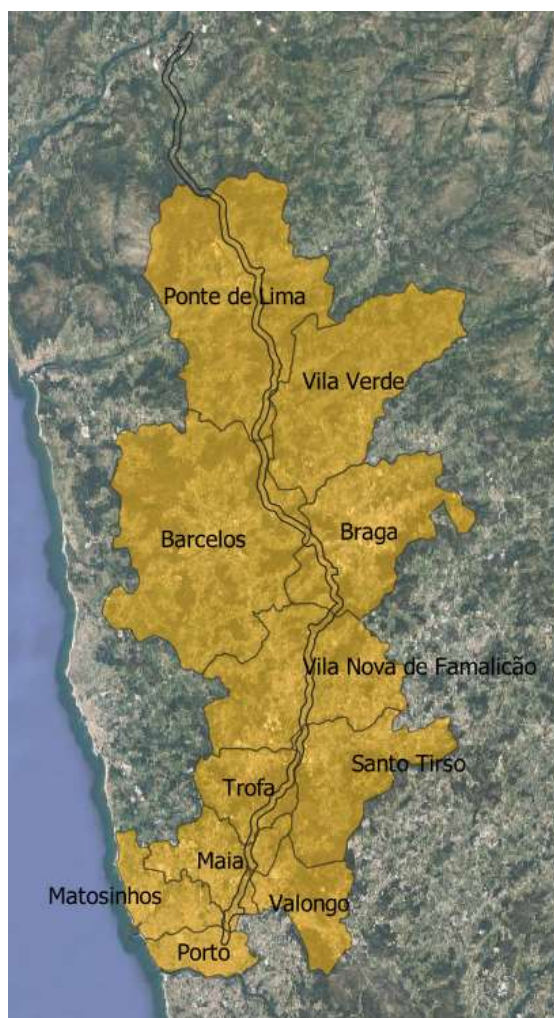 Ponte de Lima
Vila Verde
Barcelos
Braga
Vila Nova de Famalicão
Santo Tirso
Trofa
Maia
Matosinhos
Valongo
Porto